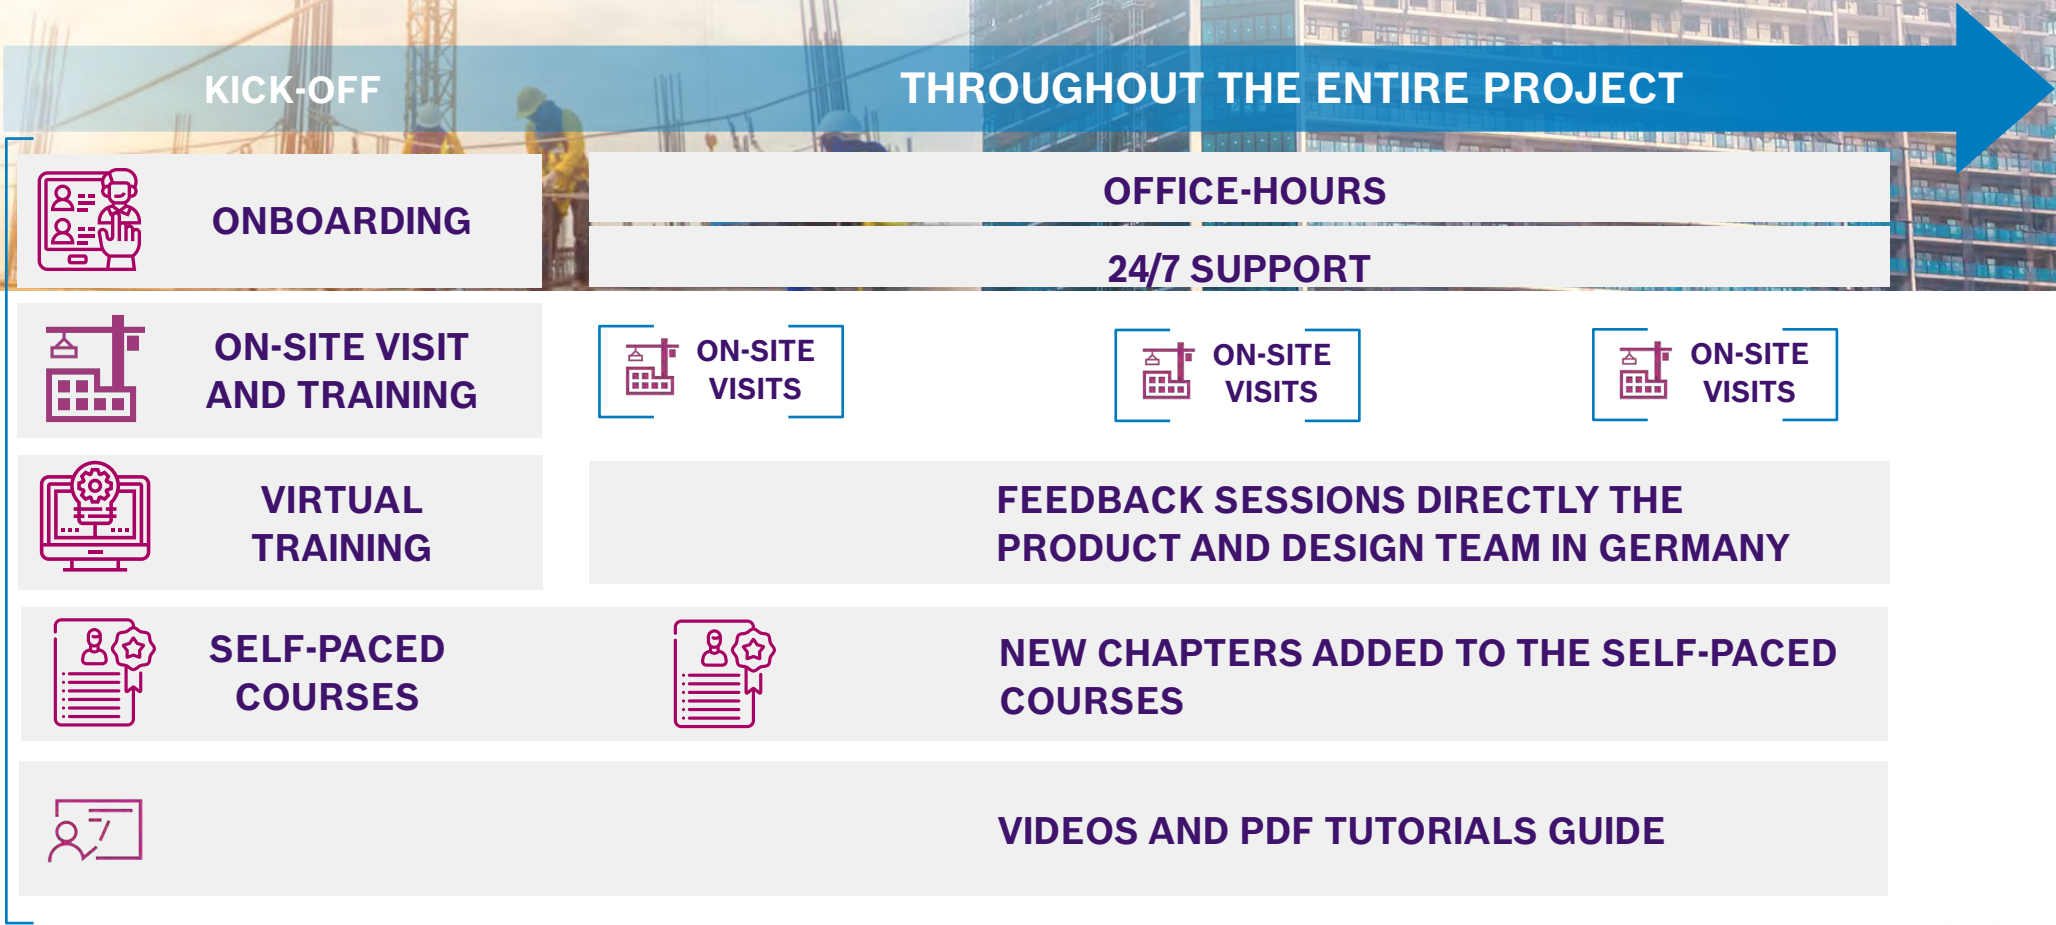 KICK-OFF
THROUGHOUT THE ENTIRE PROJECT
ONBOARDING
OFFICE-HOURS
24/7 SUPPORT
ON-SITE VISIT
AND TRAINING
ON-SITE
VISITS
ON-SITE
VISITS
ON-SITE
VISITS
VIRTUAL
TRAINING
FEEDBACK SESSIONS DIRECTLY THE
PRODUCT AND DESIGN TEAM IN GERMANY
SELF-PACED
COURSES
NEW CHAPTERS ADDED TO THE SELF-PACED
COURSES
VIDEOS AND PDF TUTORIALS GUIDE